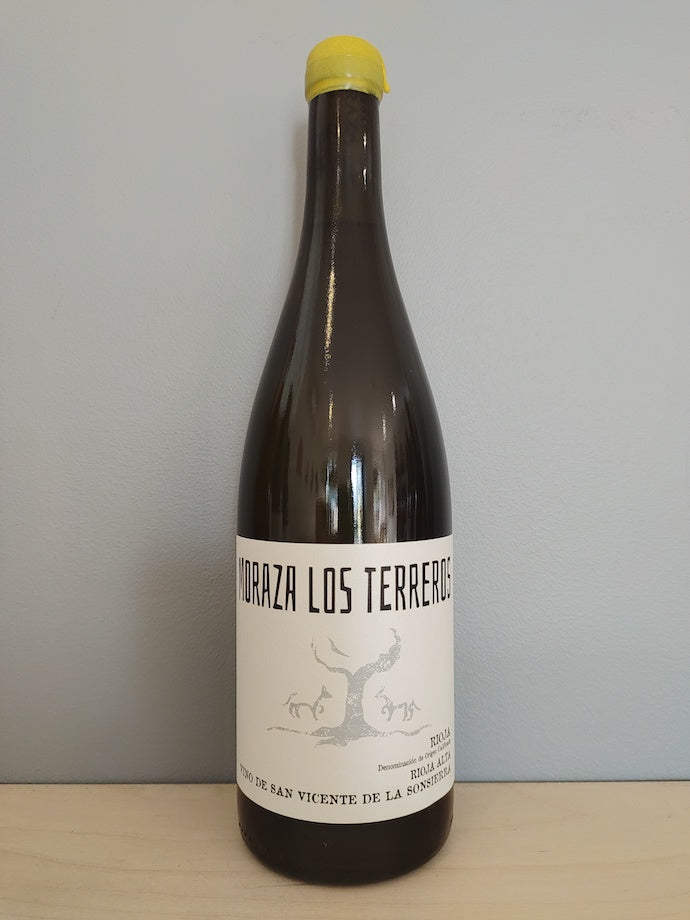 MORAZA LOS TERREROS
RIOJA
Denominación de Origen Calificada
RIOJA ALTA
VINO DE SAN VICENTE DE LA SONSIERRA